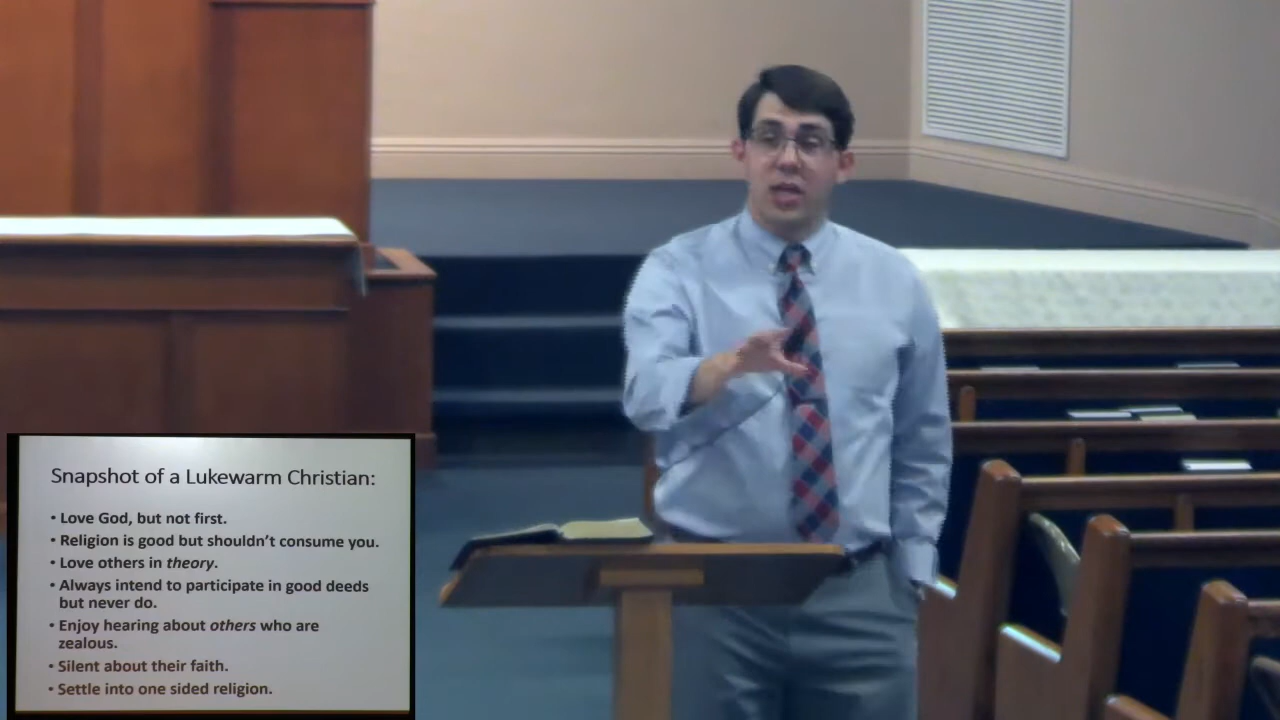 Snapshot of a Lukewarm Christian:
• Love God, but not first.
• Religion is good but shouldn't consume you.
• Love others in theory.
• Always intend to participate in good deeds
but never do.
• Enjoy hearing about others who are
zealous.
• Silent about their faith.
• Settle into one sided religion.